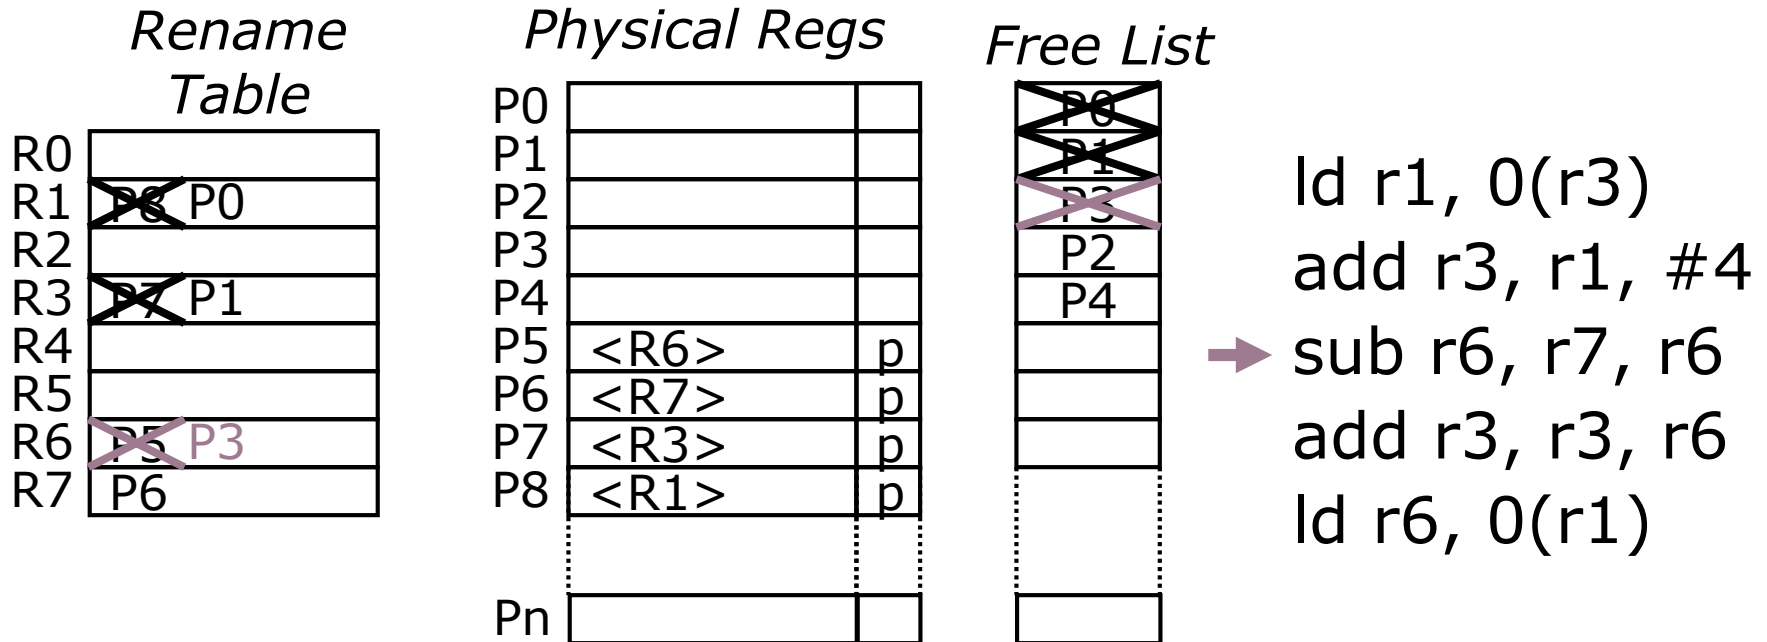 Rename
Table
R0
R1 P8 P0
R2
R3 P7 P1
R4
R5
R6 P5 P3
R7 P6
Physical Regs
P0
P1
P2
P3
P4
P5 <R6> p
P6 <R7> p
P7 <R3> p
P8 <R1> p
Pn
Free List
P0
P1
P3
P2
P4
ld r1, 0(r3)
add r3, r1, #4
sub r6, r7, r6
add r3, r3, r6
ld r6, 0(r1)